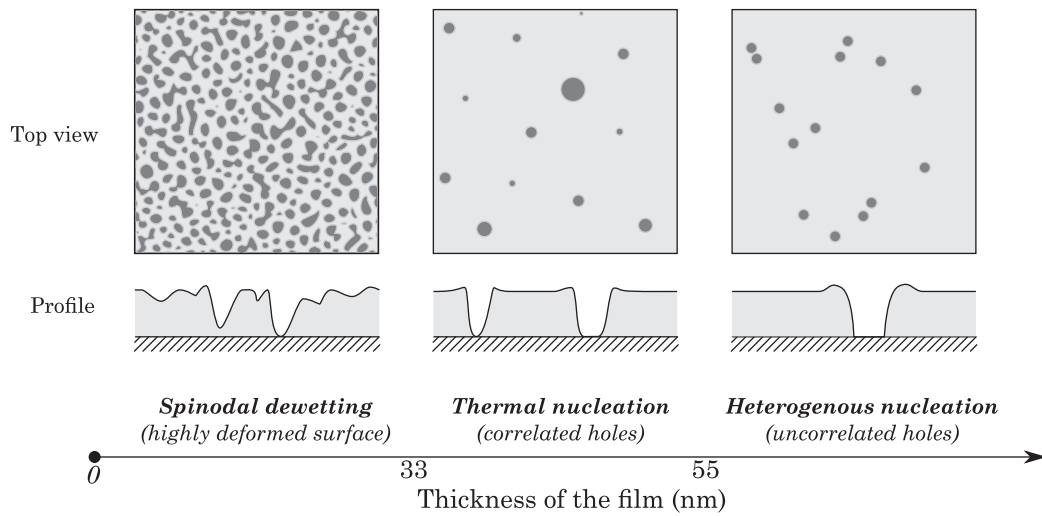 Top view
Profile
Spinodal dewetting
(highly deformed surface)
Thermal nucleation
(correlated holes)
Heterogenous nucleation
(uncorrelated holes)
0
33
55
Thickness of the film (nm)